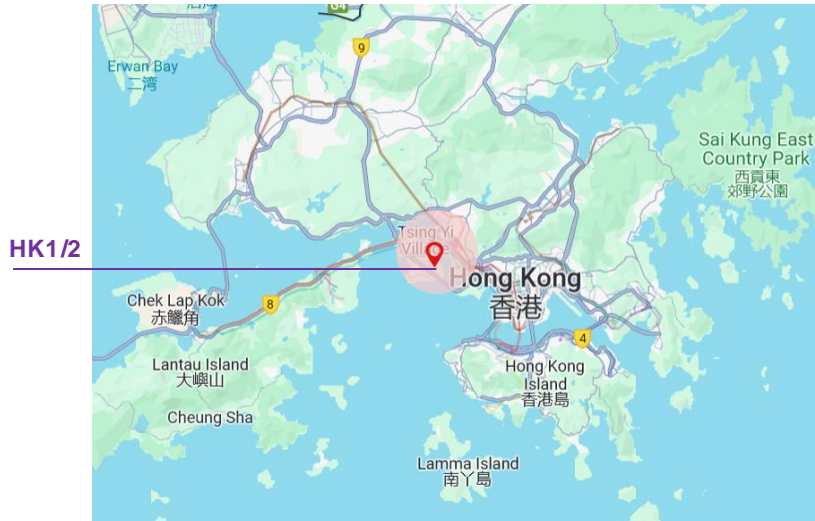 G4
Erwan Bay
二湾
9
Sai Kung East
Country Park
西貢東
郊野公園
Tsing Yi
Village
HK1/2
Hong Kong
香港
Chek Lap Kok
赤鱲角
8
4
Lantau Island
大嶼山
Hong Kong
Island
香港島
Cheung Sha
Lamma Island
南丫島